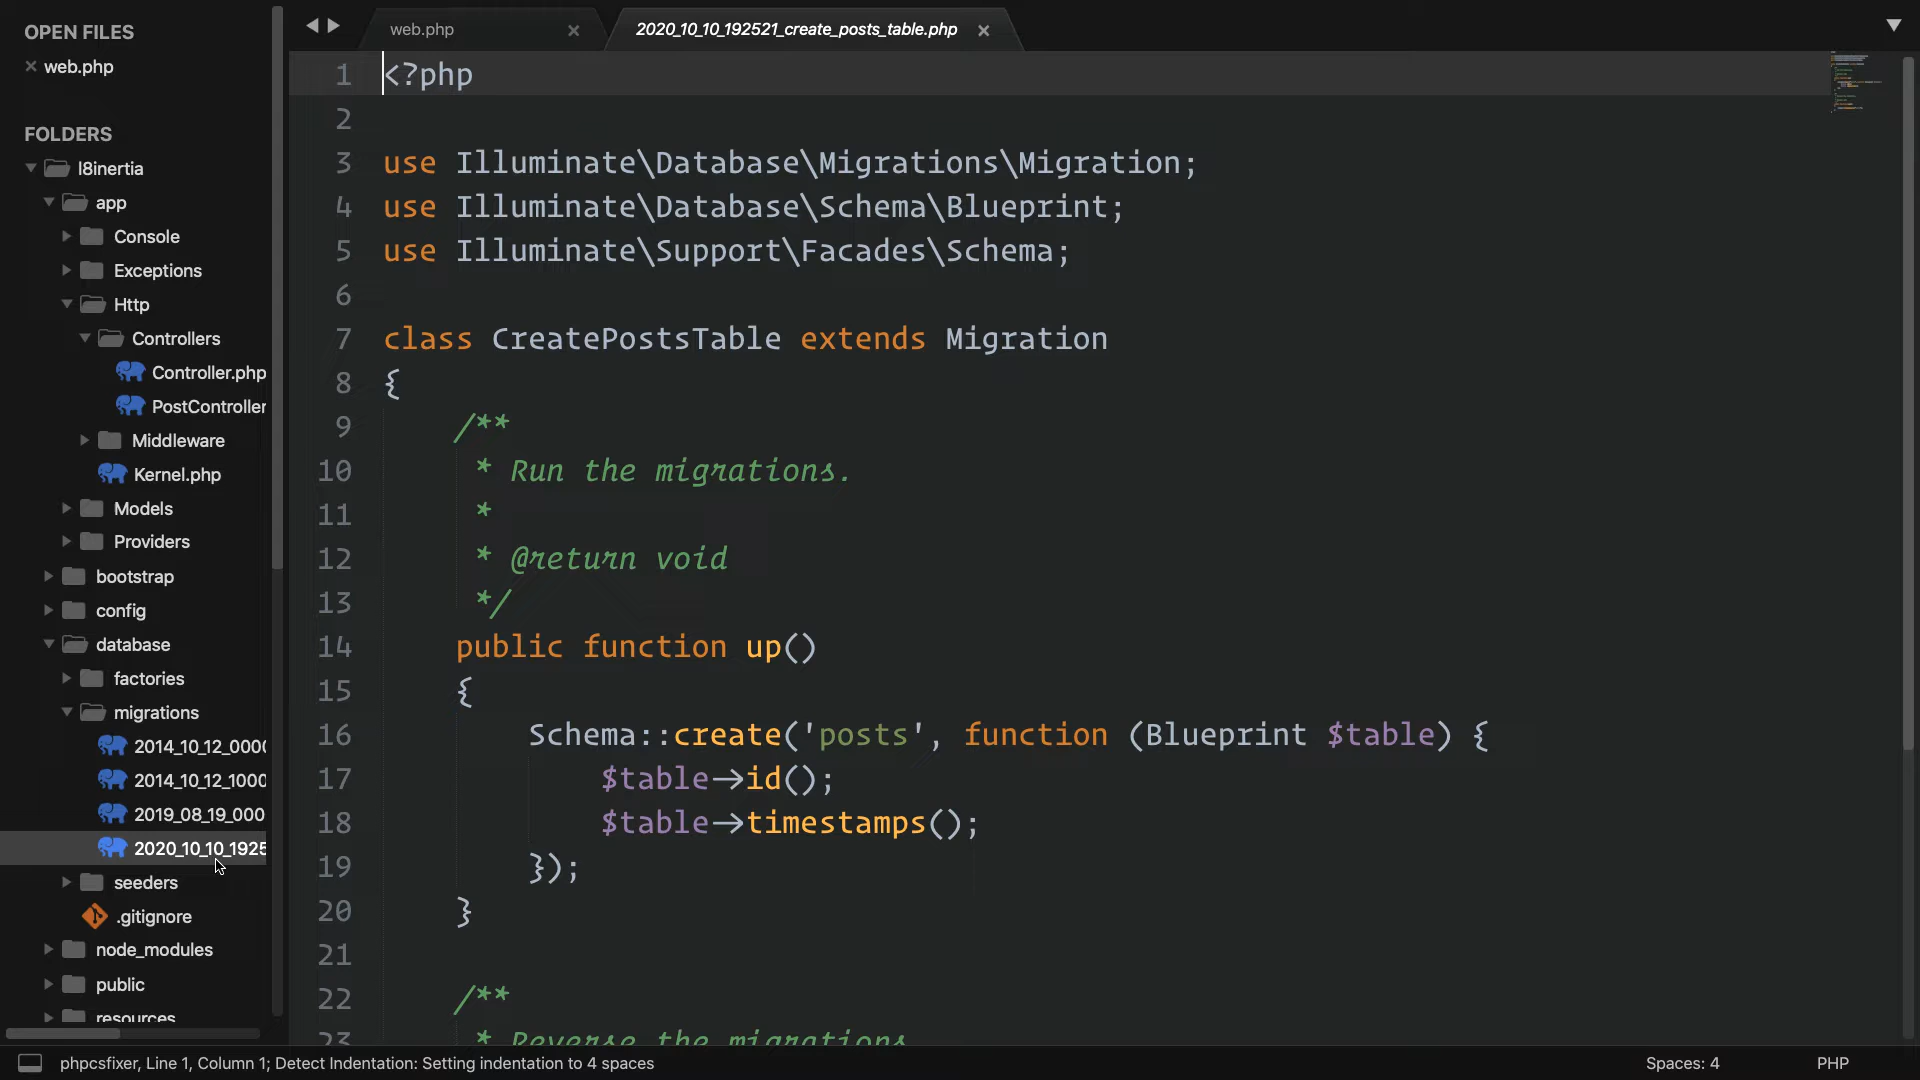 OPEN FILES
web.php
FOLDERS
l8inertia
app
Console
Exceptions
Http
Controllers
Controller.php
PostController
Middleware
Kernel.php
Models
Providers
bootstrap
config
database
factories
migrations
2014_10_12_000
2014_10_12_1000
2019_08_19_000
2020_10_10_1925
seeders
.gitignore
node_modules
public
resources
web.php
2020_10_10_192521_create_posts_table.php
1 <?php
2
3 use Illuminate\Database\Migrations\Migration;
4 use Illuminate\Database\Schema\Blueprint;
5 use Illuminate\Support\Facades\Schema;
6
7 class CreatePostsTable extends Migration
8 {
9 /**
10 * Run the migrations.
11 *
12 * @return void
13 */
14 public function up()
15 {
16 Schema::create('posts', function (Blueprint $table) {
17 $table->id();
18 $table->timestamps();
19 });
20 }
21
22 /**
23 * Reverse the migrations
phpcsfixer, Line 1, Column 1; Detect Indentation: Setting indentation to 4 spaces
Spaces: 4
PHP